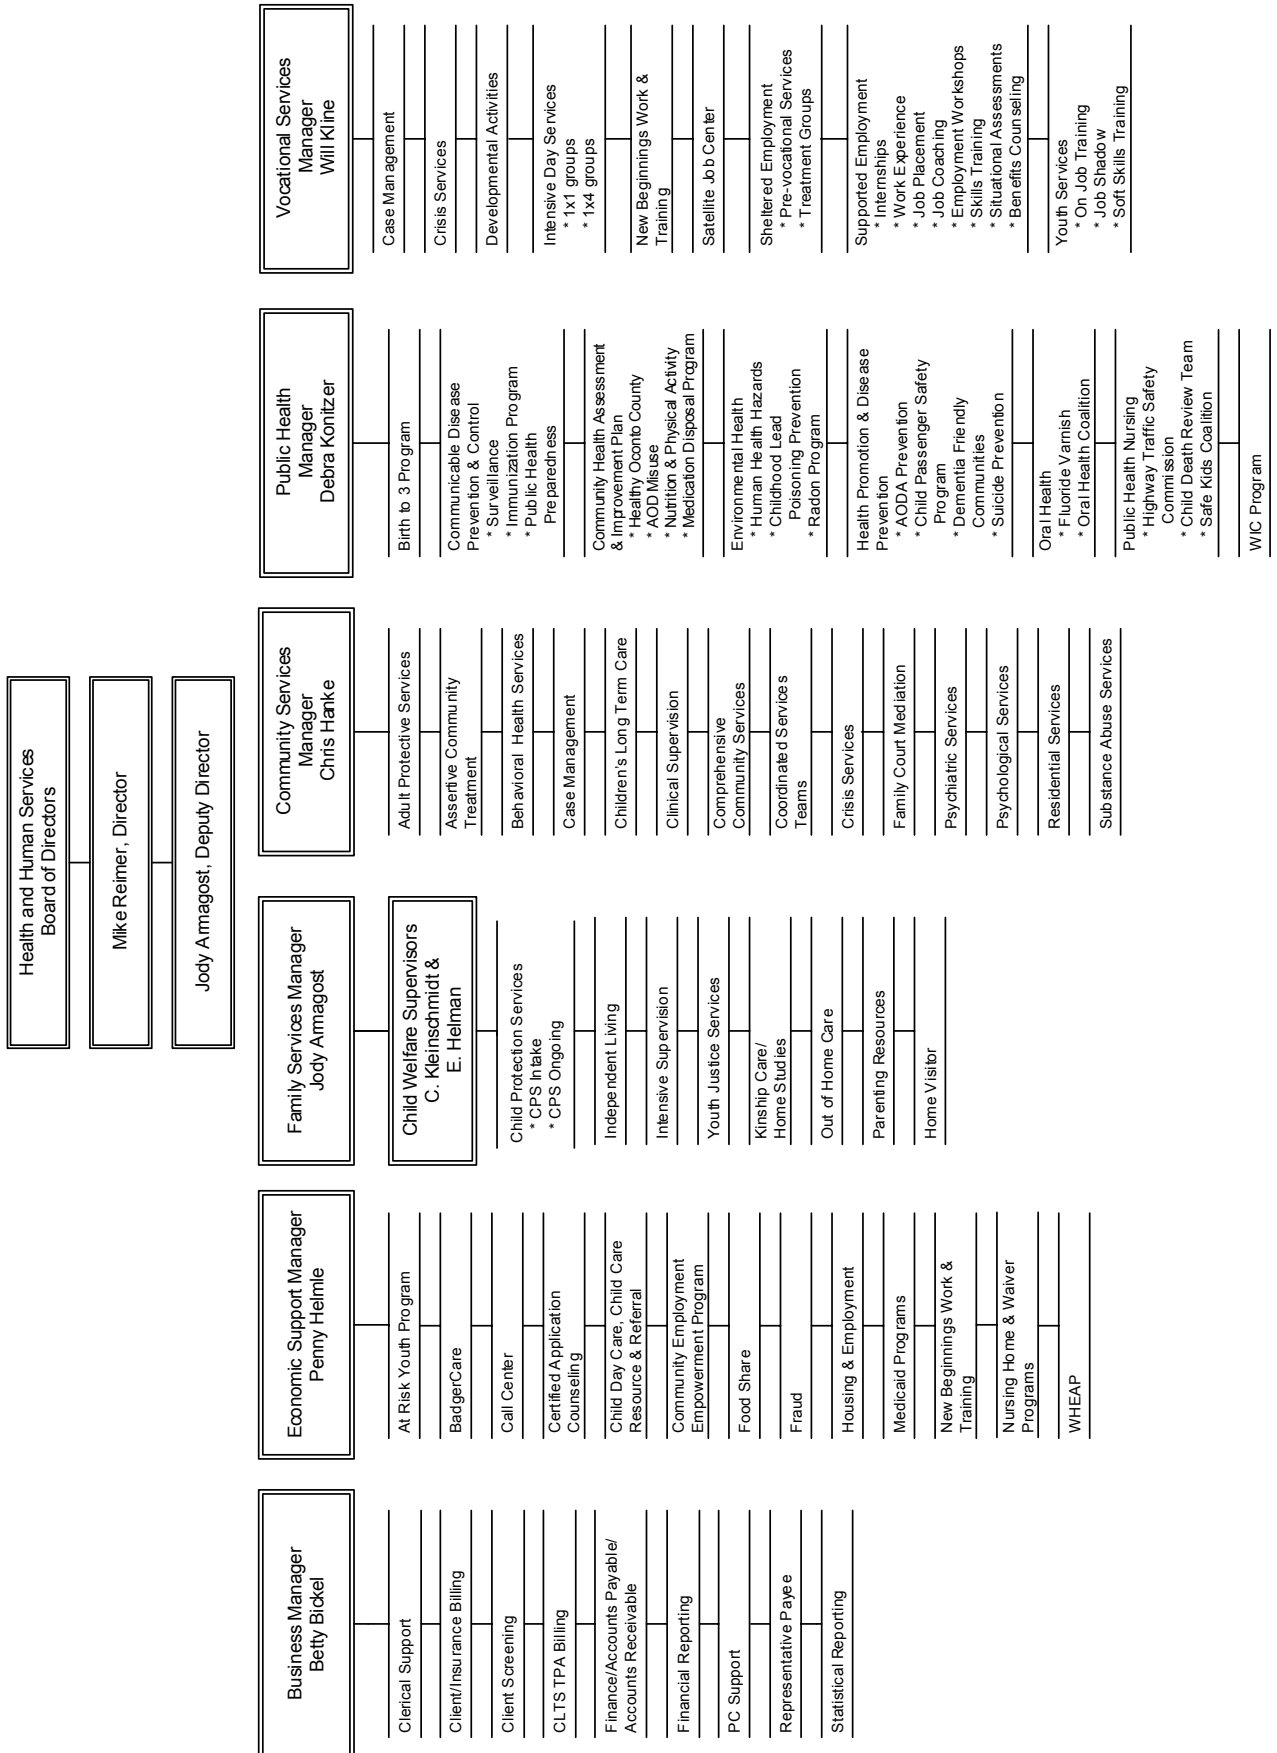 Health and Human Services
Board of Directors
Mike Reimer, Director
Jody Armagost, Deputy Director
Business Manager
Betty Bickel
Clerical Support
Client/Insurance Billing
Client Screening
CLTS TPA Billing
Finance/Accounts Payable/
Accounts Receivable
Financial Reporting
PC Support
Representative Payee
Statistical Reporting
Economic Support Manager
Penny Helmle
At Risk Youth Program
BadgerCare
Call Center
Certified Application
Counseling
Child Day Care, Child Care
Resource & Referral
Community Employment
Empowerment Program
Food Share
Fraud
Housing & Employment
Medicaid Programs
New Beginnings Work &
Training
Nursing Home & Waiver
Programs
WHEAP
Family Services Manager
Jody Armagost
Child Welfare Supervisors
C. Kleinschmidt &
E. Helman
Child Protection Services
* CPS Intake
* CPS Ongoing
Independent Living
Intensive Supervision
Youth Justice Services
Kinship Care/
Home Studies
Out of Home Care
Parenting Resources
Home Visitor
Community Services
Manager
Chris Hanke
Adult Protective Services
Assertive Community
Treatment
Behavioral Health Services
Case Management
Children's Long Term Care
Clinical Supervision
Comprehensive
Community Services
Coordinated Services
Teams
Crisis Services
Family Court Mediation
Psychiatric Services
Psychological Services
Residential Services
Substance Abuse Services
Public Health
Manager
Debra Konitzer
Birth to 3 Program
Communicable Disease
Prevention & Control
* Surveillance
* Immunization Program
* Public Health
Preparedness
Community Health Assessment
& Improvement Plan
* Healthy Oconto County
* AOD Misuse
* Nutrition & Physical Activity
* Medication Disposal Program
Environmental Health
* Human Health Hazards
* Childhood Lead
Poisoning Prevention
* Radon Program
Health Promotion & Disease
Prevention
* AODA Prevention
* Child Passenger Safety
Program
* Dementia Friendly
Communities
* Suicide Prevention
Oral Health
* Fluoride Varnish
* Oral Health Coalition
Public Health Nursing
* Highway Traffic Safety
Commission
* Child Death Review Team
* Safe Kids Coalition
WIC Program
Vocational Services
Manager
Will Kline
Case Management
Crisis Services
Developmental Activities
Intensive Day Services
* 1x1 groups
* 1x4 groups
New Beginnings Work &
Training
Satellite Job Center
Sheltered Employment
* Pre-vocational Services
* Treatment Groups
Supported Employment
* Internships
* Work Experience
* Job Placement
* Job Coaching
* Employment Workshops
* Skills Training
* Situational Assessments
* Benefits Counseling
Youth Services
* On Job Training
* Job Shadow
* Soft Skills Training